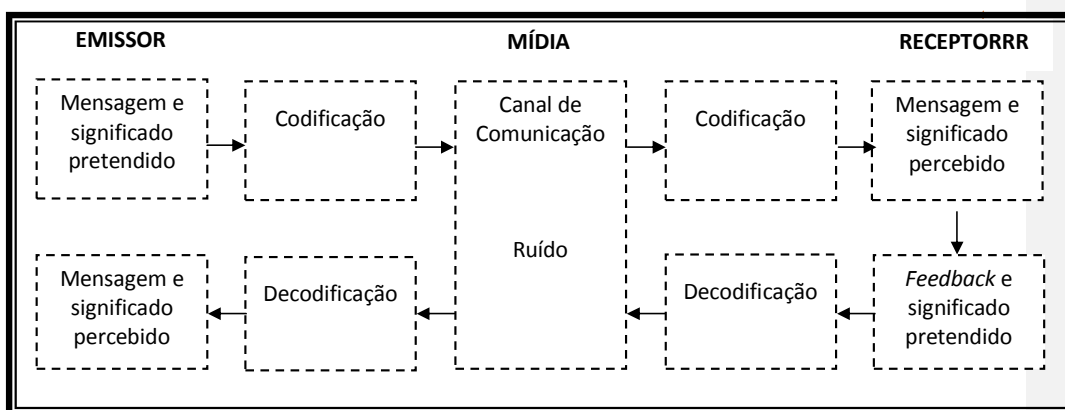 EMISSOR
MÍDIA
RECEPTORRR
Mensagem e
significado
pretendido
Codificação
Canal de
Comunicação
Codificação
Mensagem e
significado
percebido
Ruído
Mensagem e
significado
percebido
Decodificação
Decodificação
Feedback e
significado
pretendido